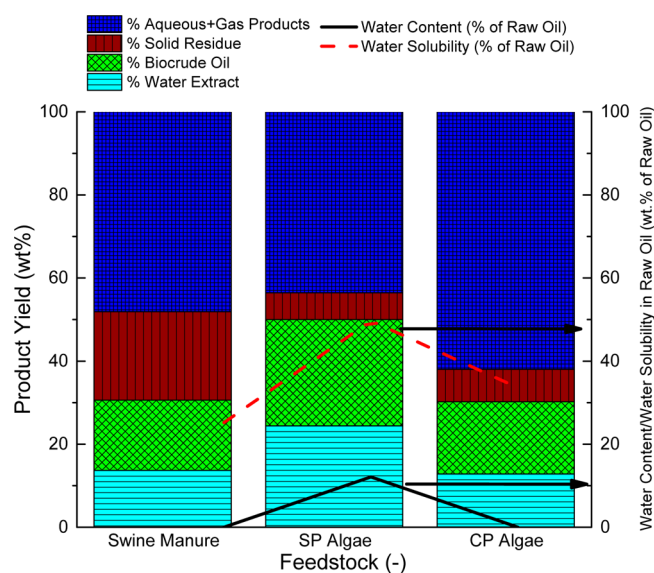 % Aqueous+Gas Products
% Solid Residue
% Biocrude Oil
% Water Extract
Water Content (% of Raw Oil)
Water Solubility (% of Raw Oil)
100
80
60
40
20
0
Product Yield (wt%)
100
80
60
40
20
0
Water Content/Water Solubility in Raw Oil (wt.% of Raw Oil)
Swine Manure
SP Algae
CP Algae
Feedstock (-)